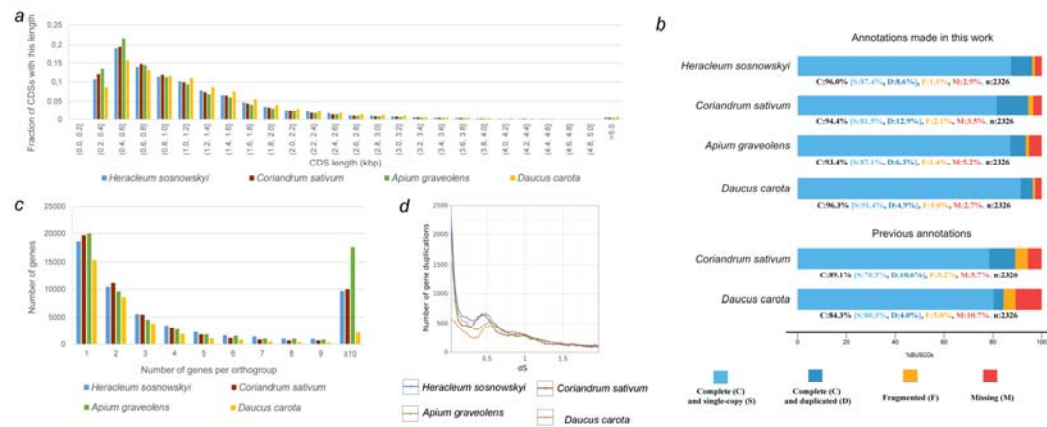 a
Fraction of CDSs with this length
0,25
0,2
0,15
0,1
0,05
0
(0.0, 0.2]
(0.2, 0.4]
(0.4, 0.6]
(0.6, 0.8]
(0.8, 1.0]
(1.0, 1.2]
(1.2, 1.4]
(1.4, 1.6]
(1.6, 1.8]
(1.8, 2.0]
(2.0, 2.2]
(2.2, 2.4]
(2.4, 2.6]
(2.6, 2.8]
(2.8, 3.0]
(3.0, 3.2]
(3.2, 3.4]
(3.4, 3.6]
(3.6, 3.8]
(3.8, 4.0]
(4.0, 4.2]
(4.2, 4.4]
(4.4, 4.6]
(4.6, 4.8]
(4.8, 5.0]
>5.0
CDS length (kbp)
Heracleum sosnowskyi
Coriandrum sativum
Apium graveolens
Daucus carota
b
Annotations made in this work
Heracleum sosnowskyi
C:96.0% [S:87.4%, D:8.6%], F:1.1%, M:2.9%, n:2326
Coriandrum sativum
C:94.4% [S:81.5%, D:12.9%], F:2.1%, M:3.5%, n:2326
Apium graveolens
C:93.4% [S:87.1%, D:6.3%], F:1.4%, M:5.2%, n:2326
Daucus carota
C:96.3% [S:91.4%, D:4.9%], F:1.0%, M:2.7%, n:2326
Previous annotations
Coriandrum sativum
C:89.1% [S:78.5%, D:10.6%], F:5.2%, M:5.7%, n:2326
Daucus carota
C:84.3% [S:80.3%, D:4.0%], F:5.0%, M:10.7%, n:2326
0 20 40 60 80 100
%BUSCOs
Complete (C)
and single-copy (S)
Complete (C)
and duplicated (D)
Fragmented (F)
Missing (M)
c
Number of genes
25000
20000
15000
10000
5000
0
1 2 3 4 5 6 7 8 9 ≥10
Number of genes per orthogroup
Heracleum sosnowskyi
Coriandrum sativum
Apium graveolens
Daucus carota
d
Number of gene duplications
2500
2000
1500
1000
500
0
0.5 1 1.5
dS
Heracleum sosnowskyi
Coriandrum sativum
Apium graveolens
Daucus carota